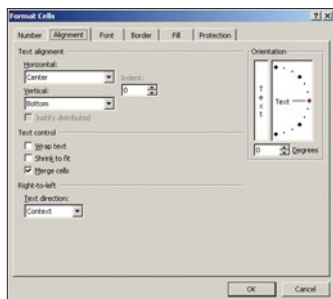 Format Cells
Number Alignment Font Border Fill Protection
Text alignment
Horizontal:
Center
Indent:
Vertical:
0
Bottom
Justify distributed
Text control
Wrap text
Shrink to fit
Merge cells
Right-to-left
Text direction:
Context
Orientation
Text
Text
0 Degrees
OK Cancel